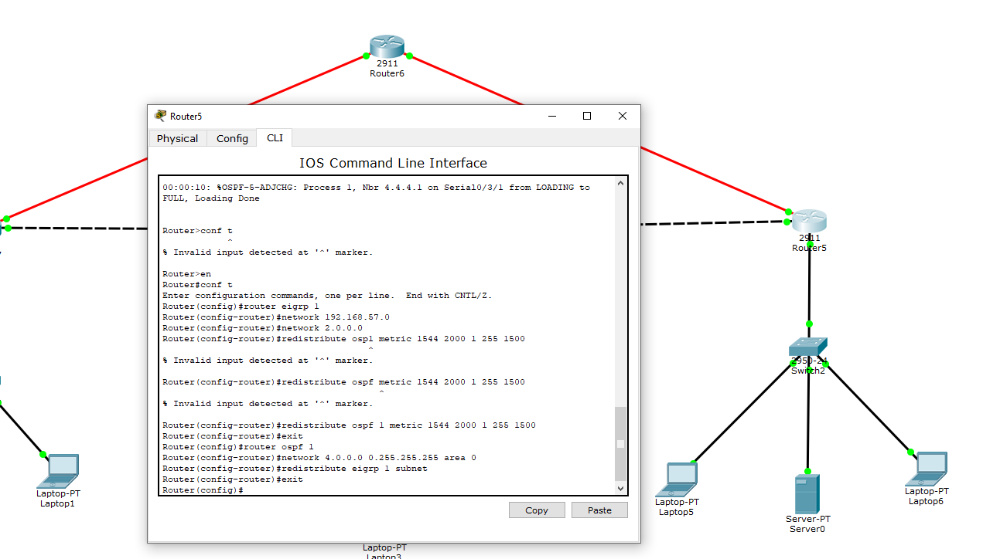 2911
Router6
Router5
Physical
Config
CLI
IOS Command Line Interface
00:00:10: %OSPF-5-ADJCHG: Process 1, Nbr 4.4.4.1 on Serial0/3/1 from LOADING to
FULL, Loading Done
Router>conf t
^
% Invalid input detected at '^' marker.
Router>en
Router#conf t
Enter configuration commands, one per line.  End with CNTL/Z.
Router(config)#router eigrp 1
Router(config-router)#network 192.168.57.0
Router(config-router)#network 2.0.0.0
Router(config-router)#redistribute osp1 metric 1544 2000 1 255 1500
^
% Invalid input detected at '^' marker.
Router(config-router)#redistribute ospf metric 1544 2000 1 255 1500
^
% Invalid input detected at '^' marker.
Router(config-router)#redistribute ospf 1 metric 1544 2000 1 255 1500
Router(config-router)#exit
Router(config)#router ospf 1
Router(config-router)#network 4.0.0.0 0.255.255.255 area 0
Router(config-router)#redistribute eigrp 1 subnet
Router(config-router)#exit
Router(config)#
Copy
Paste
2911
Router5
2950-24
Switch2
Laptop-PT
Laptop1
Laptop-PT
Laptop5
Server-PT
Server0
Laptop-PT
Laptop6
Laptop-PT
Laptop3